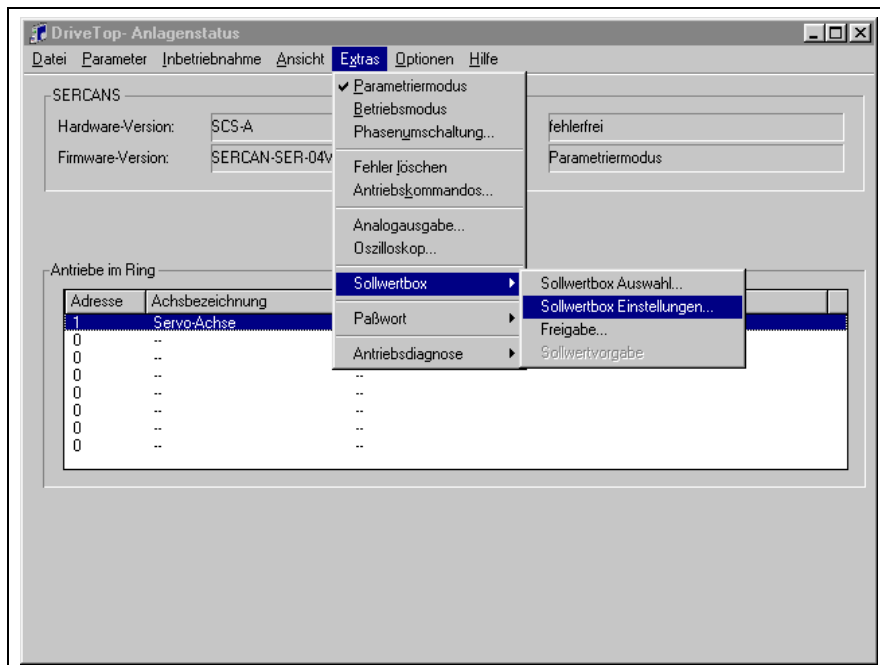 DriveTop- Anlagenstatus
Datei Parameter Inbetriebnahme Ansicht Extras Optionen Hilfe
SERCANS
Hardware-Version: SCS-A fehlerfrei
Firmware-Version: SERCAN-SER-04V Parametriermodus
Parametriermodus
Betriebsmodus
Phasenumschaltung...
Fehler löschen
Antriebskommandos...
Analogausgabe...
Oszilloskop...
Sollwertbox
Paßwort
Antriebsdiagnose
Sollwertbox Auswahl...
Sollwertbox Einstellungen...
Freigabe...
Sollwertvorgabe
Antriebe im Ring
Adresse Achsbezeichnung
1 Servo-Achse
0 -- --
0 -- --
0 -- --
0 -- --
0 -- --
0 -- --